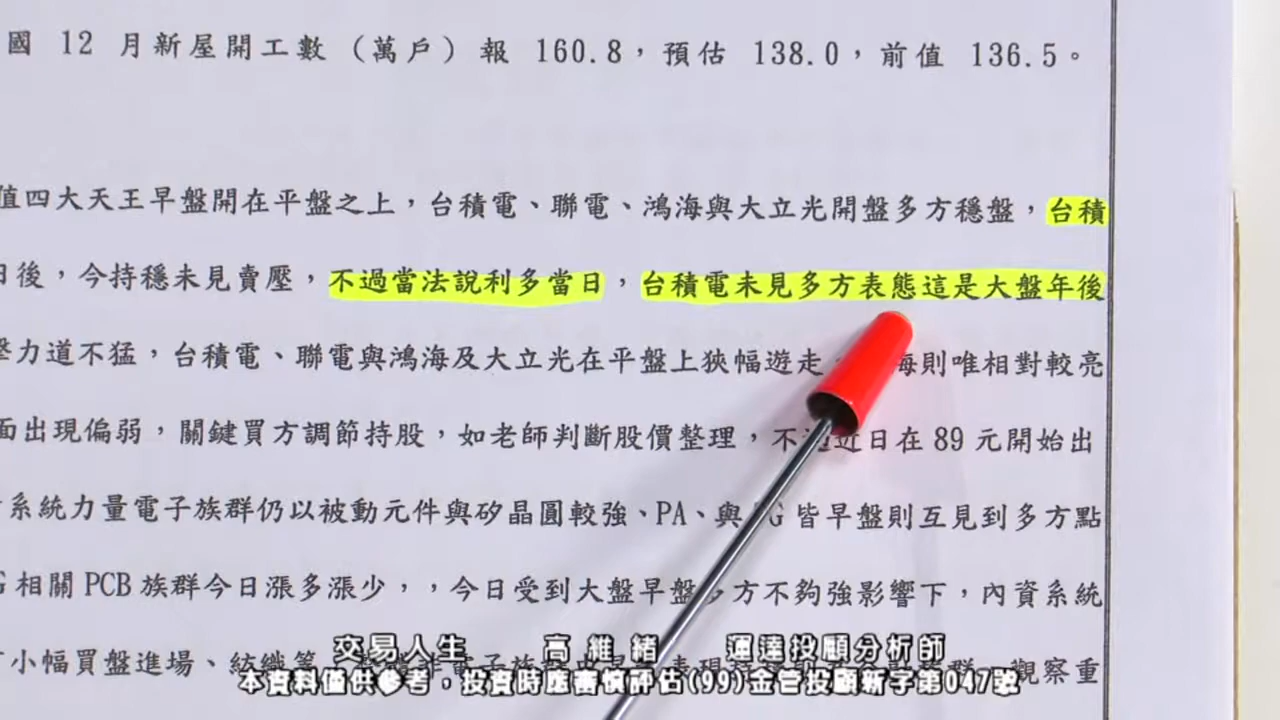 國 12 月新屋開工數（萬戶）報 160.8，預估 138.0，前值 136.5。
值四大天王早盤開在平盤之上，台積電、聯電、鴻海與大立光開盤多方穩盤，台積
日後，今持穩未見賣壓，不過當法說利多當日，台積電未見多方表態這是大盤年後
擊力道不猛，台積電、聯電與鴻海及大立光在平盤上狹幅遊走，海則唯相對較亮
面出現偏弱，關鍵買方調節持股，如老師判斷股價整理，不過近日在 89 元開始出
系統力量電子族群仍以被動元件與矽晶圓較強、PA、與 G 皆早盤則互見到多方點
G 相關 PCB 族群今日漲多漲少，，今日受到大盤早盤多方不夠強影響下，內資系統
小幅買盤進場、紡織等
觀察重
交易人生 高維緒 運達投顧分析師
本資料僅供參考，投資時應審慎評估(99)金管投顧新字第047號